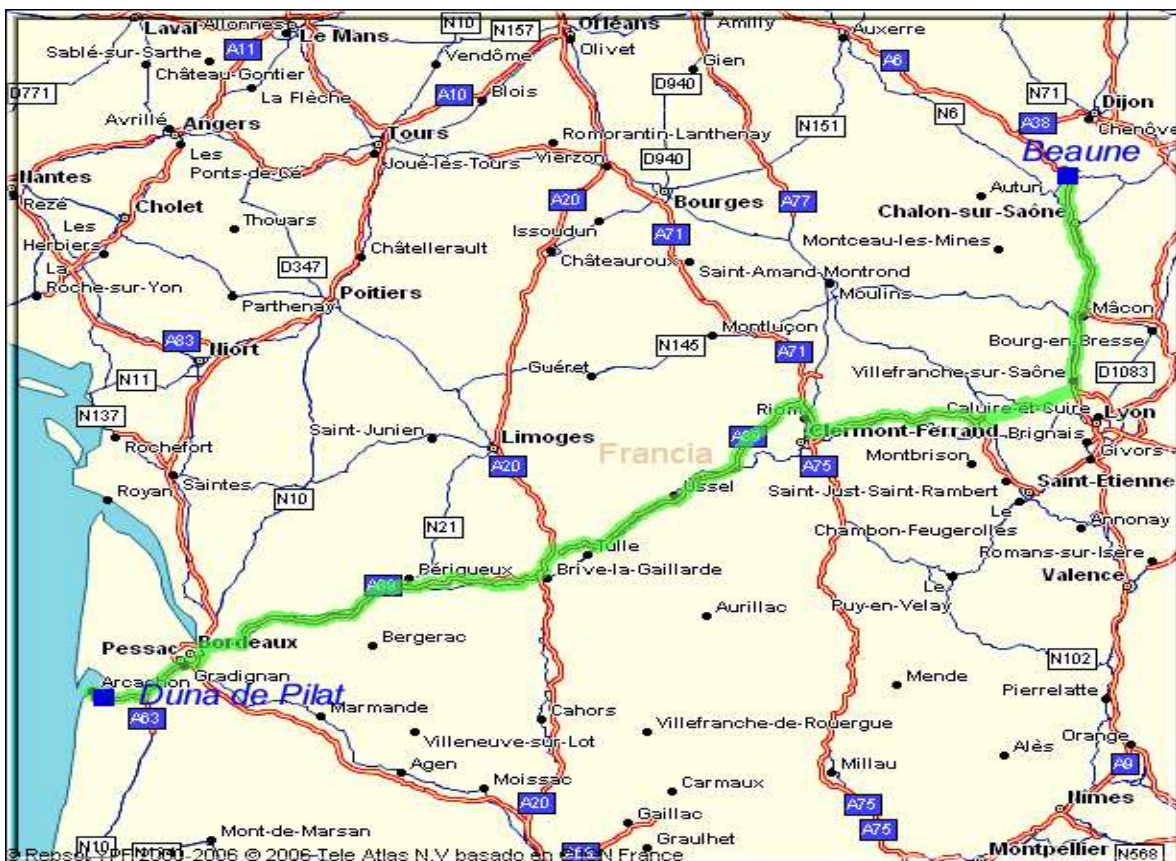 Laval
Allonnes
Le Mans
N10
N157
Orléans
Amilly
Auxerre
Sablé-sur-Sarthe
A11
Vendôme
Olivet
Gien
A6
Château-Gontier
D771
La Flèche
A10
Blois
D940
N71
Dijon
Avrillé
Angers
Tours
Romorantin-Lanthenay
N151
N6
A38
Chenôve
Les
Ponts-de-Cé
Joué-lès-Tours
Vierzon
D940
Beaune
Nantes
Rezé
Cholet
A20
Bourges
A77
Autun
Thouars
Issoudun
Chalon-sur-Saône
Les
Herbiers
Châtellerault
A71
Montceau-les-Mines
La
Roche-sur-Yon
D347
Châteauroux
Saint-Amand-Montrond
Parthenay
Poitiers
Moulins
Mâcon
A83
Niort
Montluçon
Bourg-en-Bresse
N145
A71
N11
Guéret
Villefranche-sur-Saône
D1083
N137
Riom
Caluire-et-Cuire
Lyon
Rochefort
Saint-Junien
Limoges
Francia
Clermont-Ferrand
Brignais
A20
A75
Montbrison
Givors
Royan
Saintes
N10
Ussel
Saint-Just-Saint-Rambert
Saint-Etienne
N21
Le
Chambon-Feugerolles
Annonay
Tulle
Romans-sur-Isère
Périgueux
Brive-la-Gaillarde
Le
Puy-en-Velay
Valence
Aurillac
Pessac
Bordeaux
Bergerac
N102
Arcachon
Gradignan
Duna de Pilat
Mende
Pierrelatte
A63
Marmande
Cahors
Villefranche-de-Rouergue
Villeneuve-sur-Lot
Alès
Orange
Agen
Moissac
Carmaux
Millau
A9
A20
A75
Nîmes
Gaillac
A75
N10
Mont-de-Marsan
Graulhet
Montpellier
N568
© Repsol YPF 2000-2006 © 2006 Tele Atlas N.V basado en
France